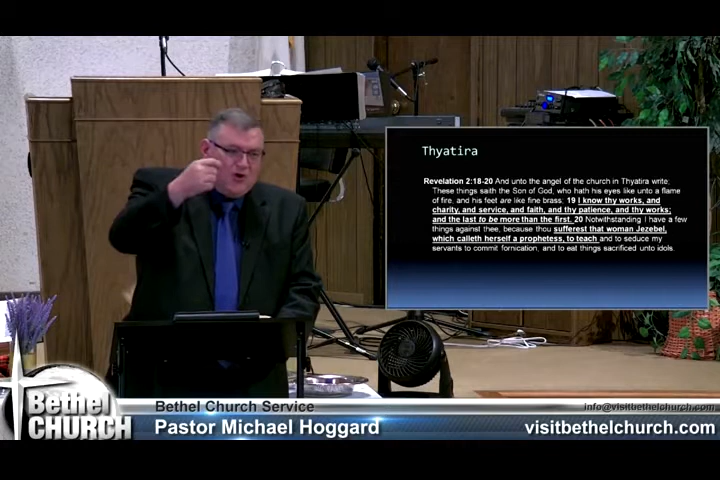 Thyatira
Revelation 2:18-20 And unto the angel of the church in Thyatira write;
These things saith the Son of God, who hath his eyes like unto a flame
of fire, and his feet are like fine brass; 19 I know thy works, and
charity, and service, and faith, and thy patience, and thy works;
and the last to be more than the first. 20 Notwithstanding I have a few
things against thee, because thou sufferest that woman Jezebel,
which calleth herself a prophetess, to teach and to seduce my
servants to commit fornication, and to eat things sacrificed unto idols.
Bethel
CHURCH
Bethel Church Service
info@visitbethelchurch.com
Pastor Michael Hoggard
visitbethelchurch.com